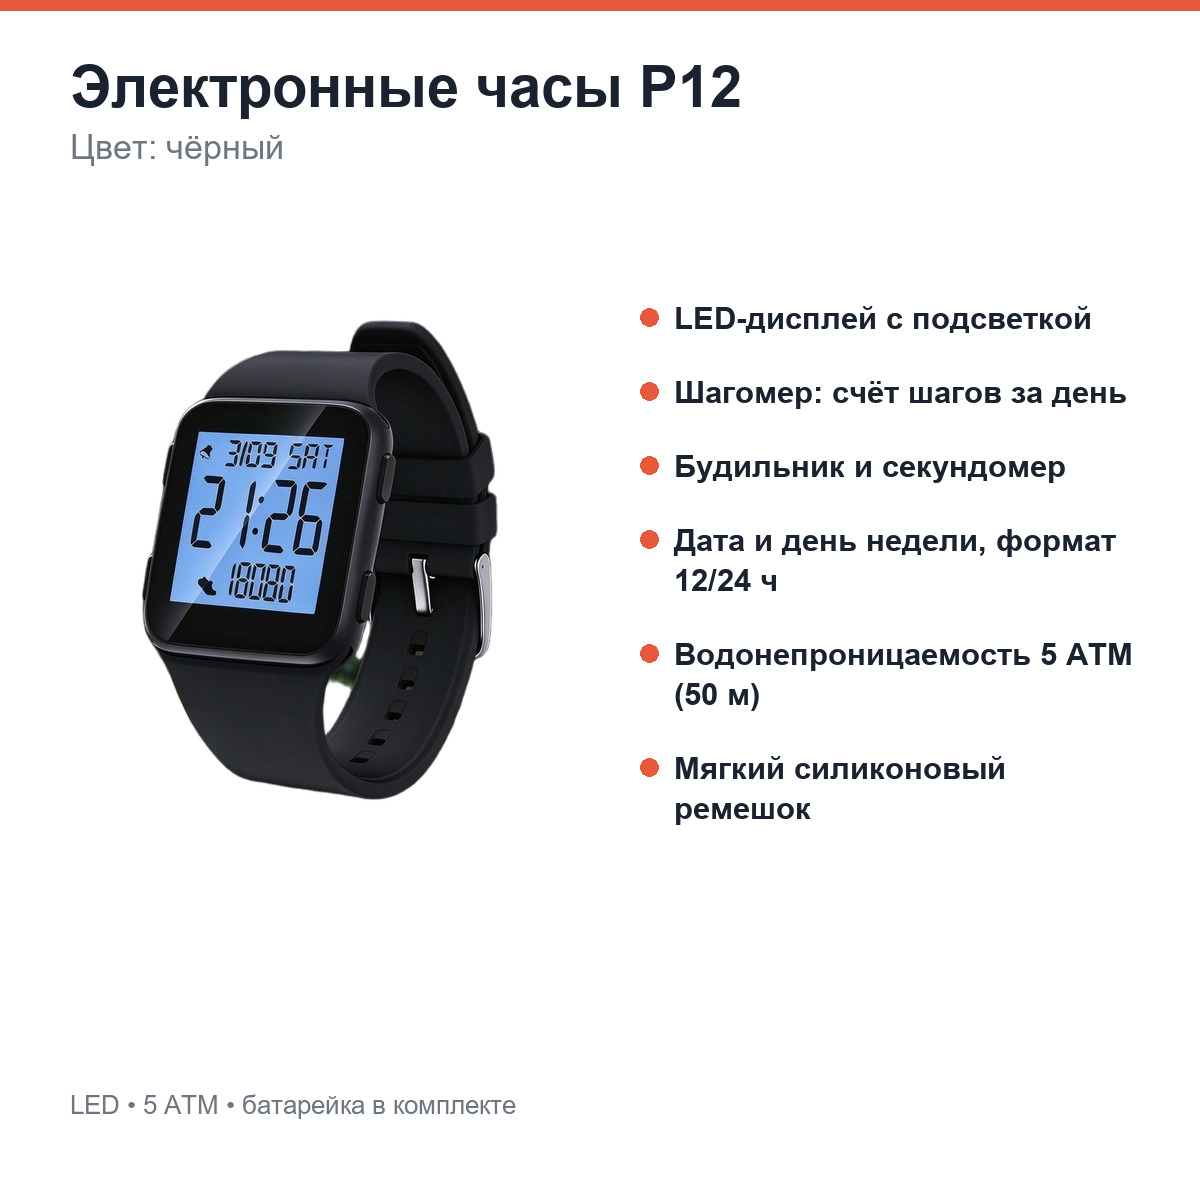 Электронные часы P12
Цвет: чёрный
LED-дисплей с подсветкой
Шагомер: счёт шагов за день
Будильник и секундомер
Дата и день недели, формат
12/24 ч
Водонепроницаемость 5 ATM
(50 м)
Мягкий силиконовый
ремешок
3/09 SAT
21:26
18080
LED • 5 ATM • батарейка в комплекте